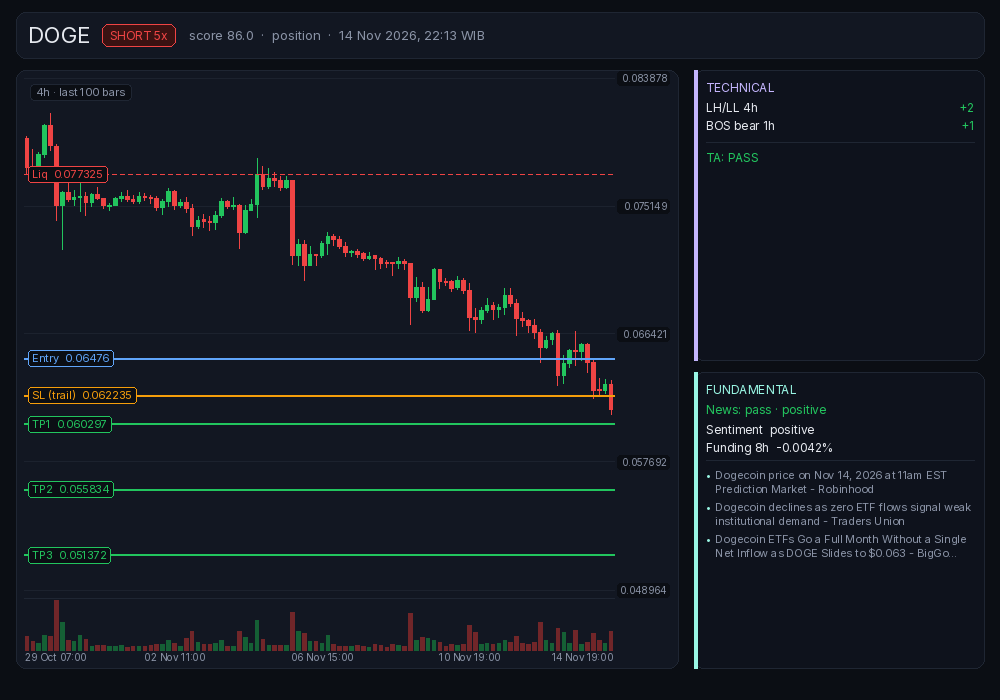 DOGE SHORT 5x score 86.0 · position · 14 Nov 2026, 22:13 WIB
4h · last 100 bars
0.083878
Liq 0.077325
0.075149
0.066421
Entry 0.06476
SL (trail) 0.062235
TP1 0.060297
0.057692
TP2 0.055834
TP3 0.051372
0.048964
29 Oct 07:00 02 Nov 11:00 06 Nov 15:00 10 Nov 19:00 14 Nov 19:00
TECHNICAL
LH/LL 4h +2
BOS bear 1h +1
TA: PASS
FUNDAMENTAL
News: pass · positive
Sentiment positive
Funding 8h -0.0042%
• Dogecoin price on Nov 14, 2026 at 11am EST
Prediction Market - Robinhood
• Dogecoin declines as zero ETF flows signal weak
institutional demand - Traders Union
• Dogecoin ETFs Go a Full Month Without a Single
Net Inflow as DOGE Slides to $0.063 - BigGo...